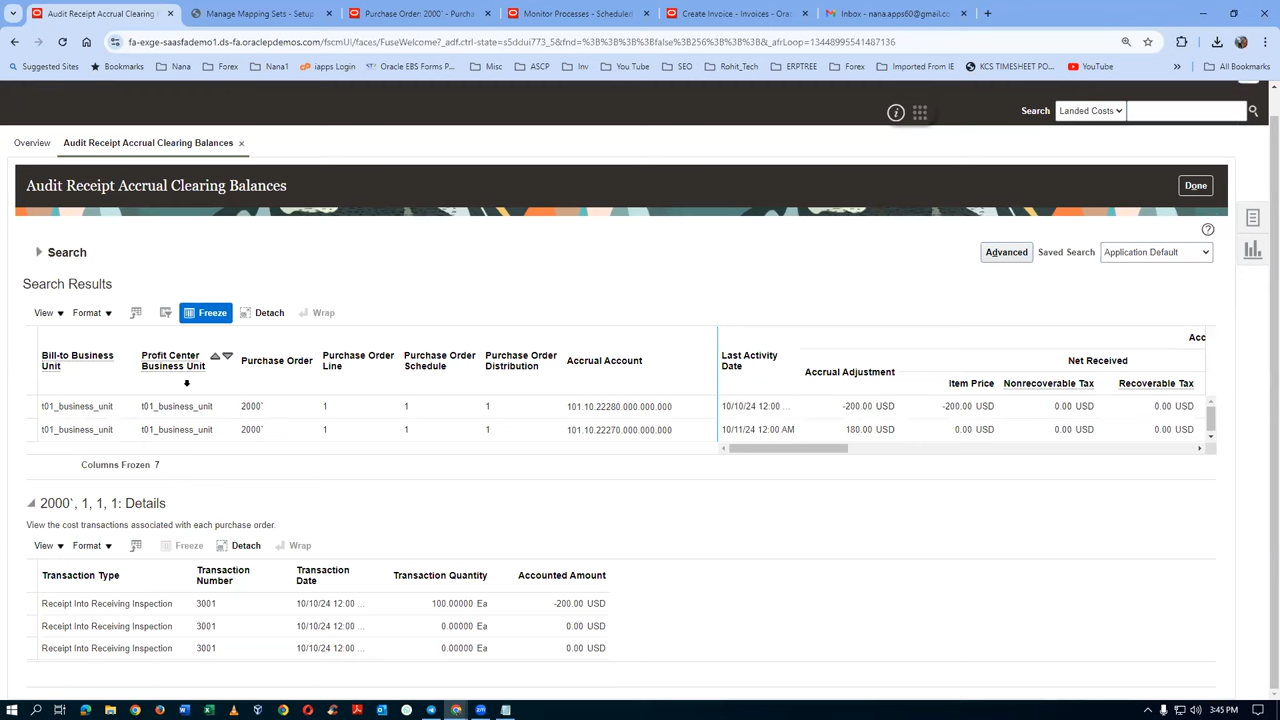 Audit Receipt Accrual Clearing
Manage Mapping Sets - Setup
Purchase Order: 2000` - Purcha
Monitor Processes - Scheduled
Create Invoice - Invoices - Orac
Inbox - nana.apps60@gmail.c
fa-exge-saasfademo1.ds-fa.oraclepdemos.com/fscmUI/faces/FuseWelcome?_adf.ctrl-state=s5ddui773_5&fnd=%3B%3B%3B%3Bfalse%3B256%3B%3B%3B&_afrLoop=13448995541487136
Suggested Sites
Bookmarks
Nana
Forex
Nana1
iapps Login
Oracle EBS Forms P...
Misc
ASCP
Inv
You Tube
SEO
Rohit_Tech
ERPTREE
Forex
Imported From IE
KCS TIMESHEET PO...
YouTube
»
All Bookmarks
Search
Landed Costs
Overview
Audit Receipt Accrual Clearing Balances
Audit Receipt Accrual Clearing Balances
Done
Search
Advanced
Saved Search
Application Default
Search Results
View
Format
Freeze
Detach
Wrap
Bill-to Business Unit
Profit Center Business Unit
Purchase Order
Purchase Order Line
Purchase Order Schedule
Purchase Order Distribution
Accrual Account
Last Activity Date
Accrual Adjustment
Acc
Net Received
Item Price
Nonrecoverable Tax
Recoverable Tax
t01_business_unit t01_business_unit 2000` 1 1 1 101.10.22280.000.000.000 10/10/24 12:00 ... -200.00 USD -200.00 USD 0.00 USD 0.00 USD
t01_business_unit t01_business_unit 2000` 1 1 1 101.10.22270.000.000.000 10/11/24 12:00 AM 180.00 USD 0.00 USD 0.00 USD 0.00 USD
Columns Frozen 7
2000`, 1, 1, 1: Details
View the cost transactions associated with each purchase order.
View
Format
Freeze
Detach
Wrap
Transaction Type
Transaction Number
Transaction Date
Transaction Quantity
Accounted Amount
Receipt Into Receiving Inspection 3001 10/10/24 12:00 ... 100.00000 Ea -200.00 USD
Receipt Into Receiving Inspection 3001 10/10/24 12:00 ... 0.00000 Ea 0.00 USD
Receipt Into Receiving Inspection 3001 10/10/24 12:00 ... 0.00000 Ea 0.00 USD
3:45 PM